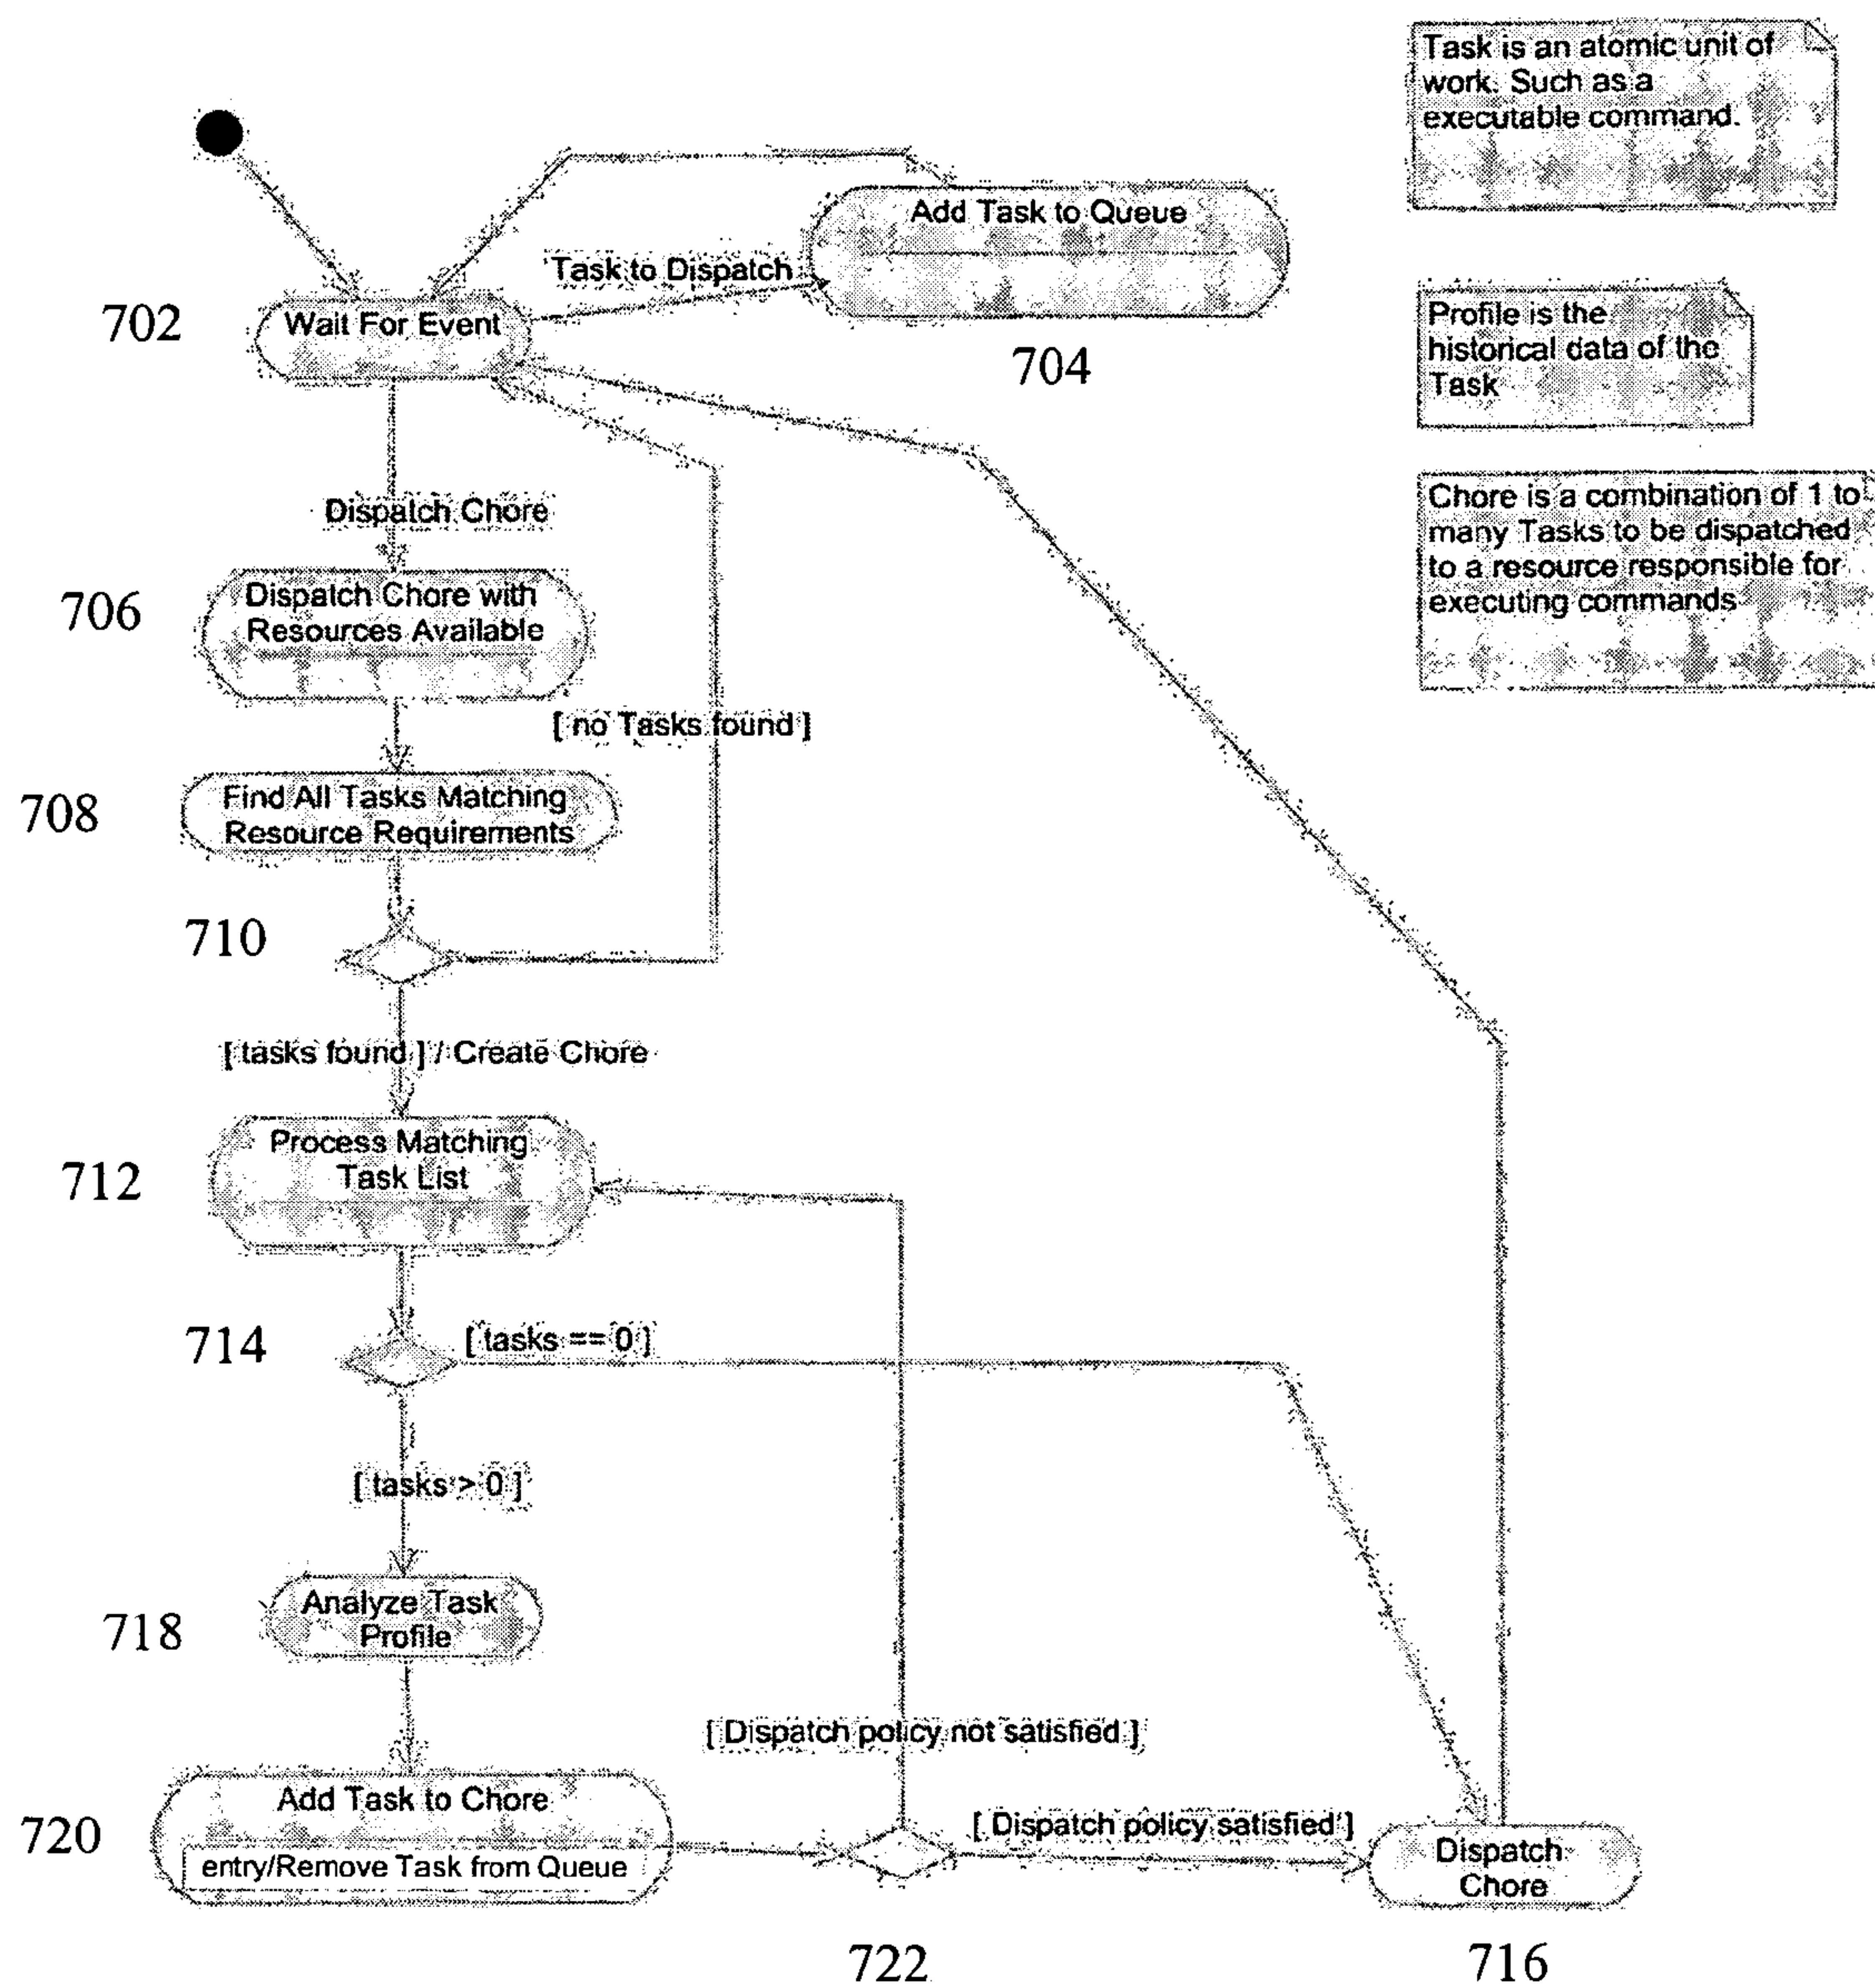 Task is an atomic unit of
work. Such as a
executable command.
Add Task to Queue
Task to Dispatch
702
Wait For Event
704
Profile is the
historical data of the
Task
Chore is a combination of 1 to
many Tasks to be dispatched
to a resource responsible for
executing commands
Dispatch Chore
706
Dispatch Chore with
Resources Available
[ no Tasks found ]
708
Find All Tasks Matching
Resource Requirements
710
[ tasks found ] / Create Chore
712
Process Matching
Task List
714
[ tasks == 0 ]
[ tasks > 0 ]
718
Analyze Task
Profile
[ Dispatch policy not satisfied ]
720
Add Task to Chore
entry/Remove Task from Queue
[ Dispatch policy satisfied ]
Dispatch
Chore
722
716